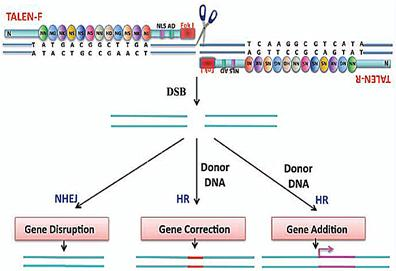 TALEN-F
N
NLS AD
Fok I
T A T G A C G G C T T G A
A T A C T G C C G A A C T
T C A A G G C G T C A T A
A G T T C C G C A G T A T
Fok I
NLS AD
N
TALEN-R
DSB
Donor
DNA
Donor
DNA
NHEJ
HR
HR
Gene Disruption
Gene Correction
Gene Addition